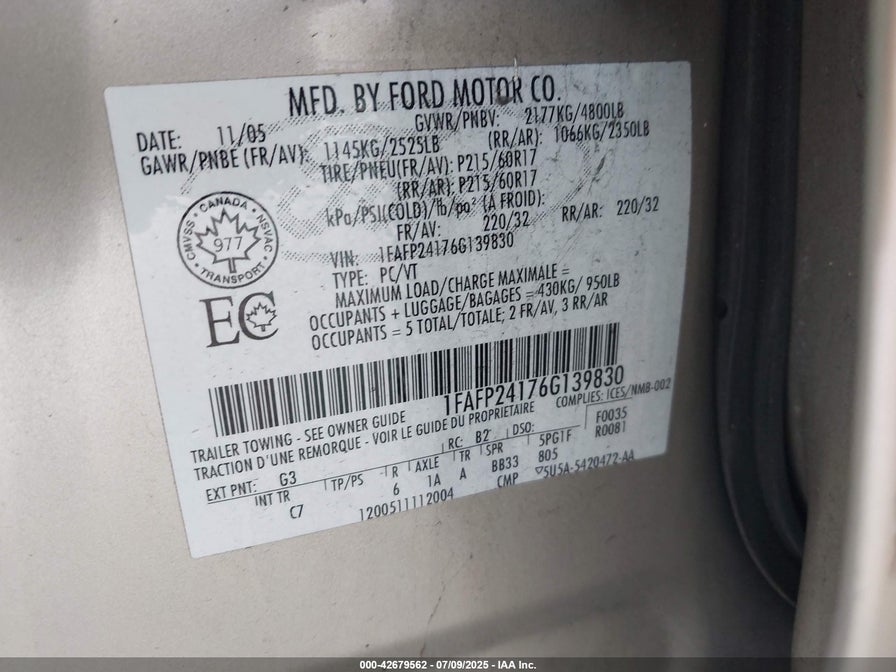 MFD. BY FORD MOTOR CO.
DATE: 11/05 GVWR/PNBV: 2177KG/4800LB
GAWR/PNBE (FR/AV): 1145KG/2525LB (RR/AR): 1066KG/2350LB
TIRE/PNEU(FR/AV): P215/60R17
(RR/AR): P215/60R17
kPa/PSI(COLD)/lb/po² (À FROID):
FR/AV: 220/32 RR/AR: 220/32
VIN: 1FAFP24176G139830
TYPE: PC/VT
MAXIMUM LOAD/CHARGE MAXIMALE =
OCCUPANTS + LUGGAGE/BAGAGES = 430KG/ 950LB
OCCUPANTS = 5 TOTAL/TOTALE; 2 FR/AV, 3 RR/AR
CANADA
CMVSS NSVAC
977
TRANSPORT
EC
1FAFP24176G139830
TRAILER TOWING - SEE OWNER GUIDE COMPLIES: ICES/NMB-002
TRACTION D'UNE REMORQUE - VOIR LE GUIDE DU PROPRIETAIRE
EXT PNT: G3 RC: B2 DSO: F0035
INT TR TP/PS R AXLE TR SPR 5PG1F R0081
C7 6 1A A BB33 805
1200511112004 CMP ▽5U5A-5420472-AA
000-42679562 - 07/09/2025 - IAA Inc.